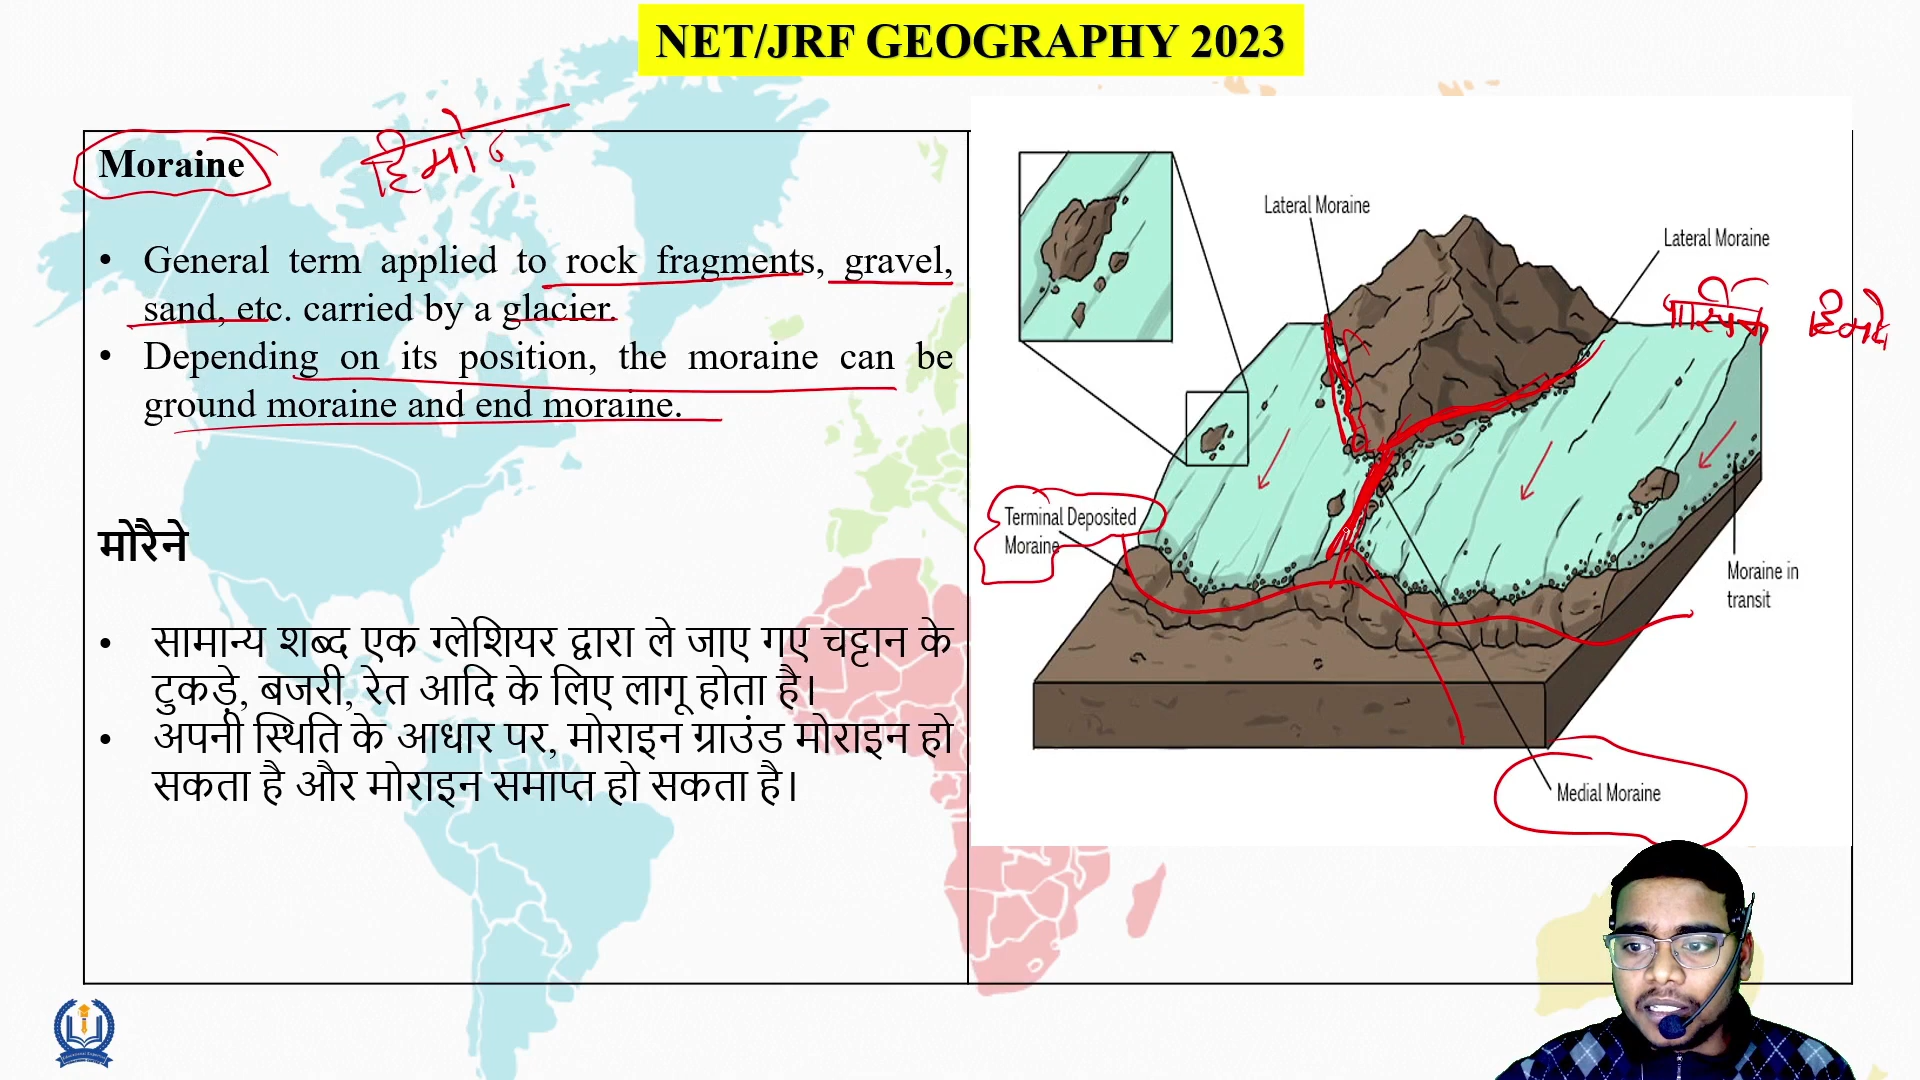 NET/JRF GEOGRAPHY 2023
Moraine
• General term applied to rock fragments, gravel,
sand, etc. carried by a glacier.
• Depending on its position, the moraine can be
ground moraine and end moraine.
मोरैने
• सामान्य शब्द एक ग्लेशियर द्वारा ले जाए गए चट्टान के
टुकड़े, बजरी, रेत आदि के लिए लागू होता है।
• अपनी स्थिति के आधार पर, मोराइन ग्राउंड मोराइन हो
सकता है और मोराइन समाप्त हो सकता है।
Lateral Moraine
Lateral Moraine
Terminal Deposited
Moraine
Moraine in
transit
Medial Moraine